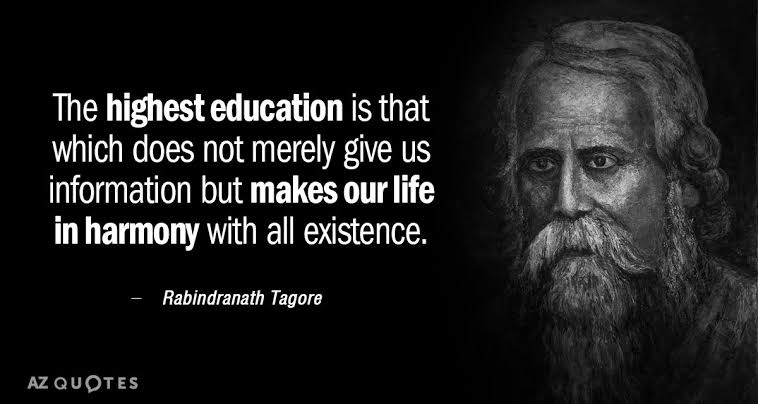 The highest education is that
which does not merely give us
information but makes our life
in harmony with all existence.
– Rabindranath Tagore
AZ QUOTES